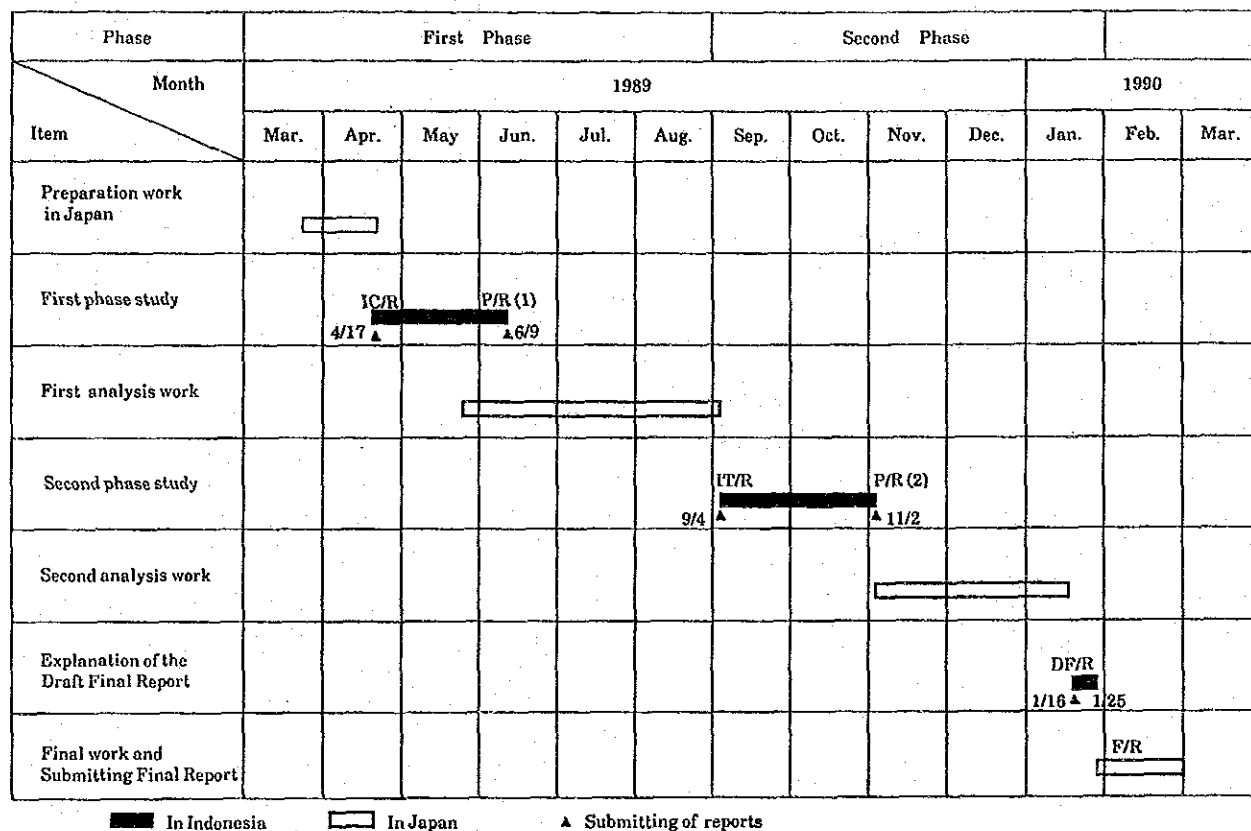 Phase
First Phase
Second Phase
Month
1989
1990
Item
Mar.
Apr.
May
Jun.
Jul.
Aug.
Sep.
Oct.
Nov.
Dec.
Jan.
Feb.
Mar.
Preparation work
in Japan
First phase study
IC/R
P/R (1)
4/17
6/9
First analysis work
Second phase study
IT/R
P/R (2)
9/4
11/2
Second analysis work
Explanation of the
Draft Final Report
DF/R
1/16
1/25
Final work and
Submitting Final Report
F/R
In Indonesia
In Japan
▲ Submitting of reports